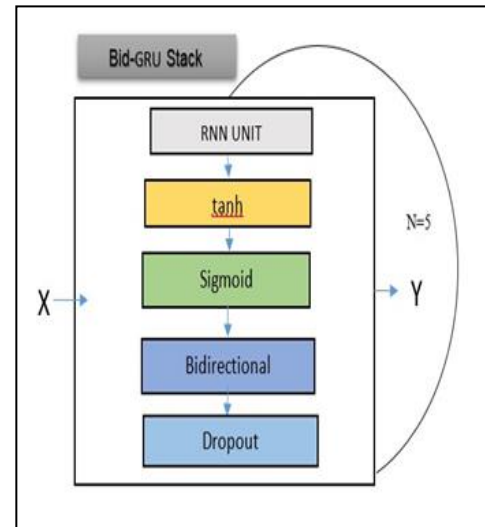 Bid-GRU Stack
RNN UNIT
tanh
N=5
Sigmoid
X
Y
Bidirectional
Dropout